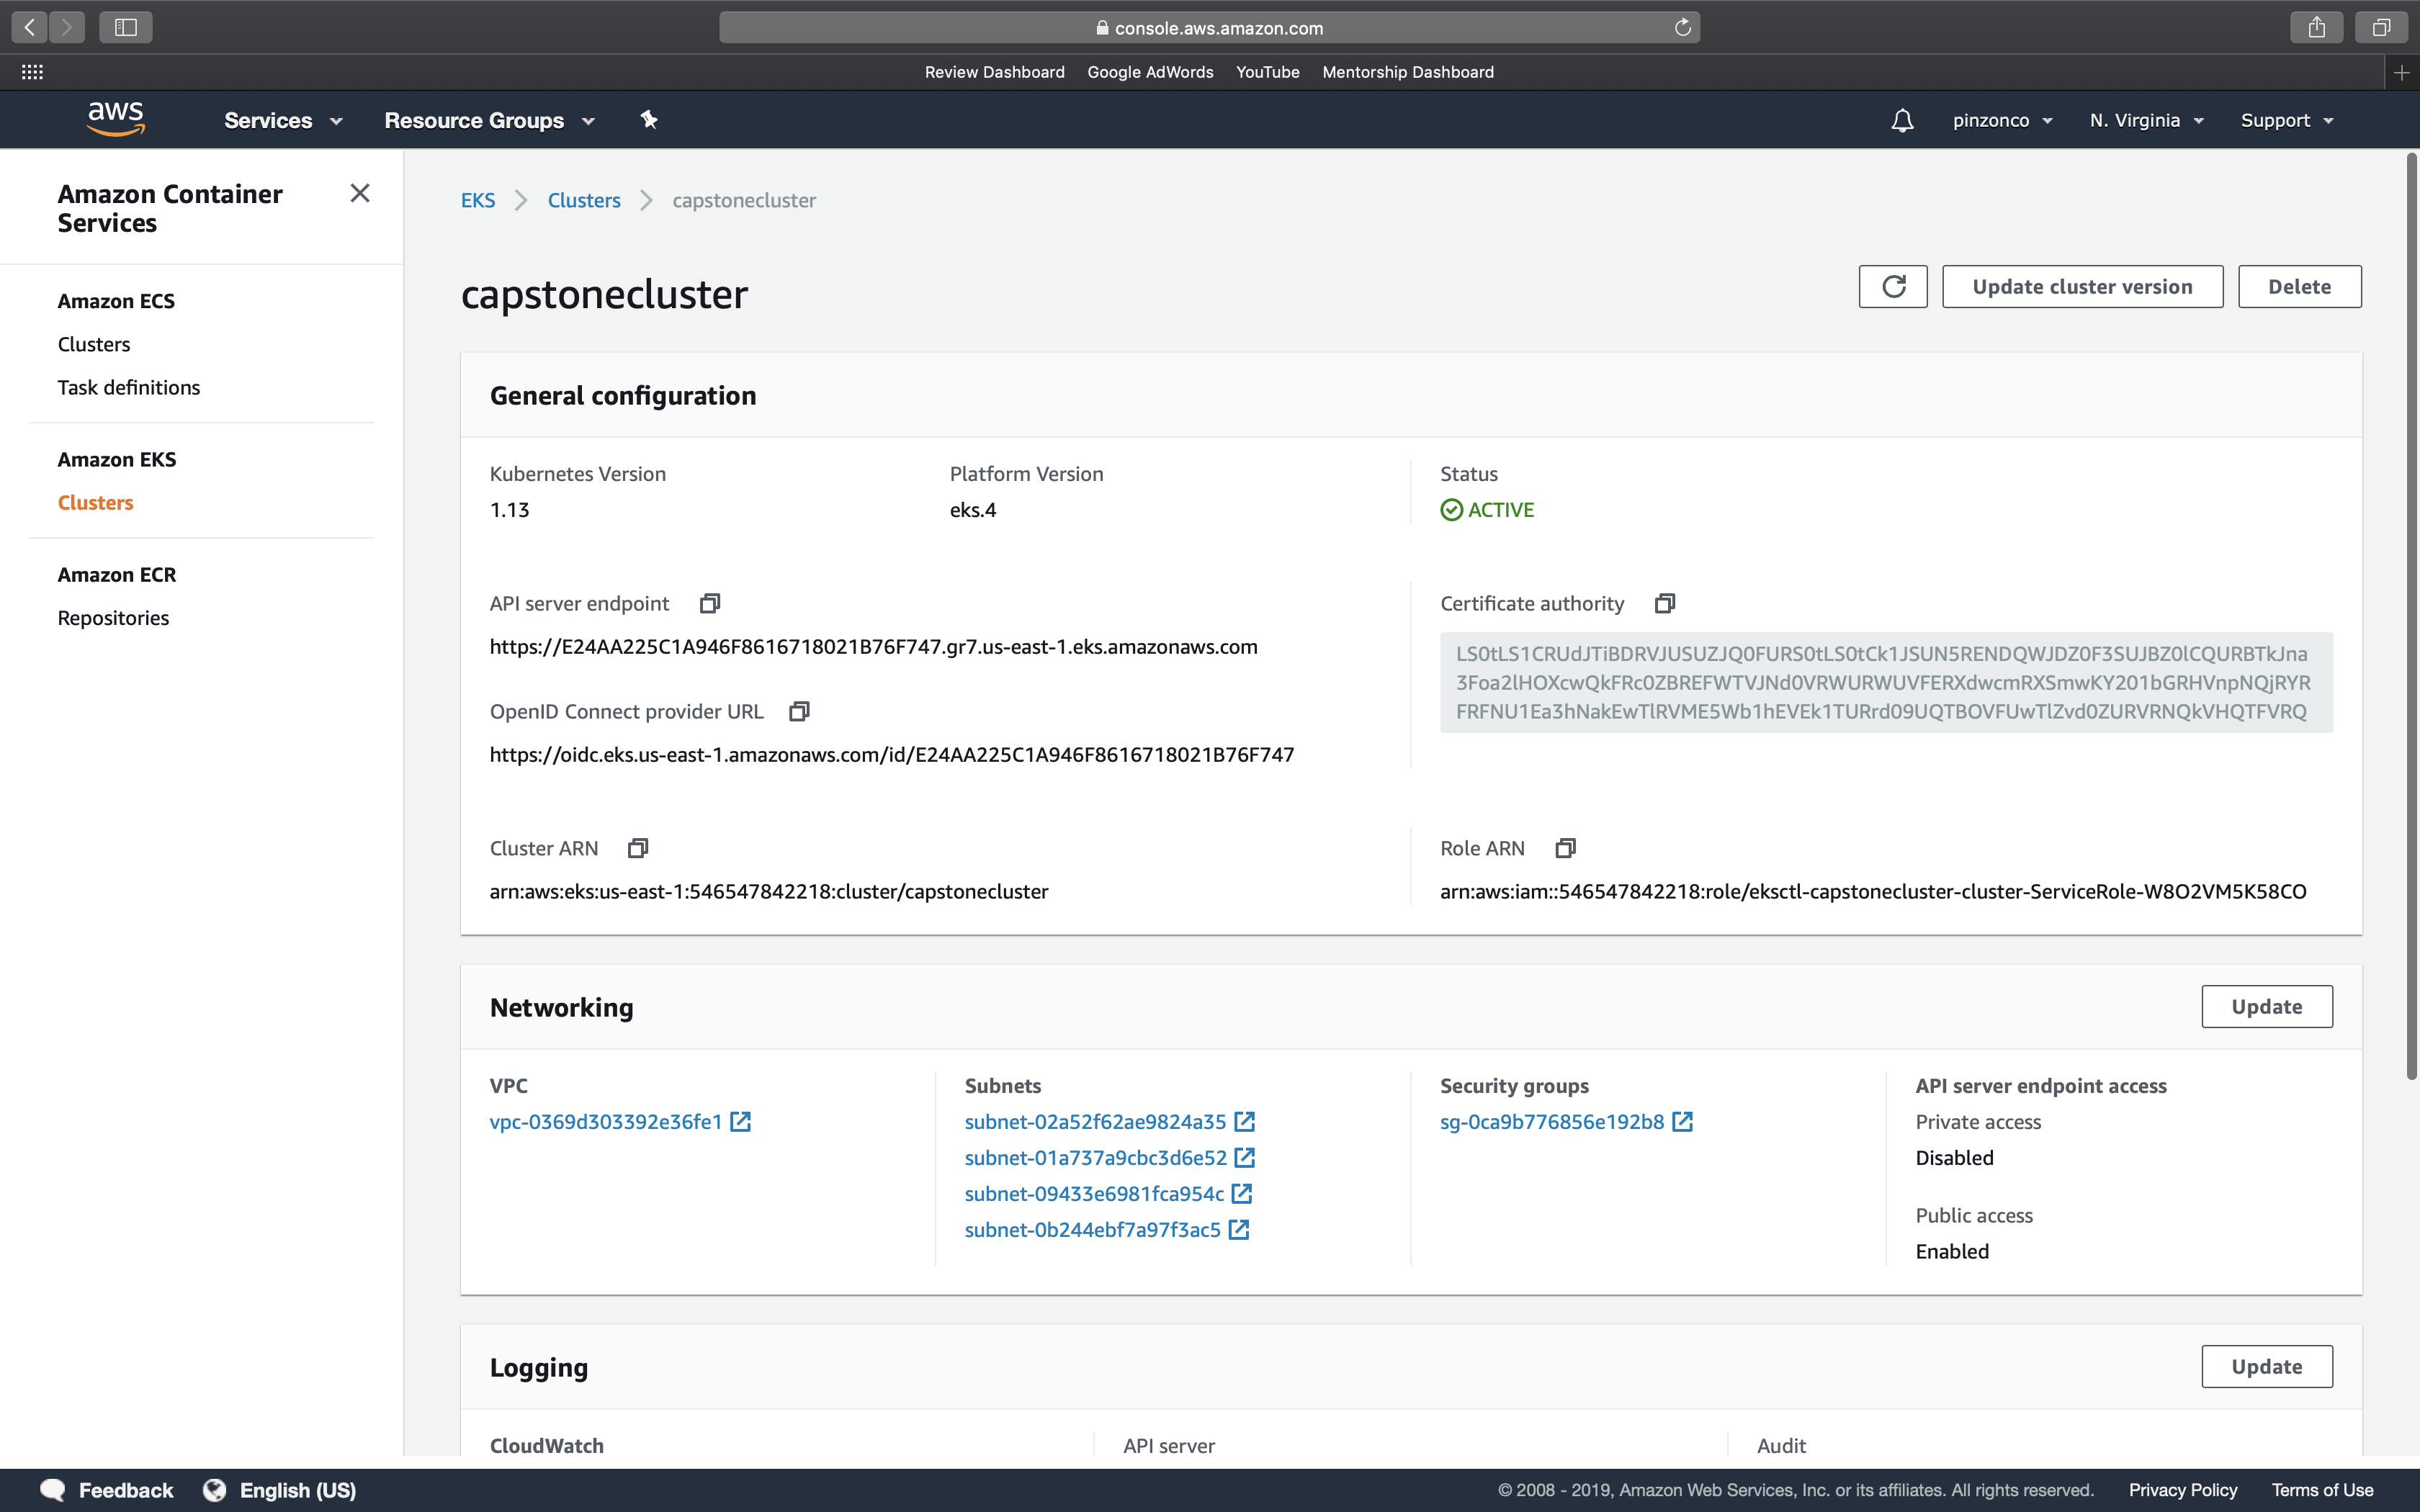 console.aws.amazon.com
Review Dashboard Google AdWords YouTube Mentorship Dashboard
aws Services Resource Groups pinzonco N. Virginia Support
Amazon Container
Services
Amazon ECS
Clusters
Task definitions
Amazon EKS
Clusters
Amazon ECR
Repositories
EKS Clusters capstonecluster
capstonecluster
Update cluster version Delete
General configuration
Kubernetes Version Platform Version Status
1.13 eks.4 ACTIVE
API server endpoint
https://E24AA225C1A946F8616718021B76F747.gr7.us-east-1.eks.amazonaws.com
OpenID Connect provider URL
https://oidc.eks.us-east-1.amazonaws.com/id/E24AA225C1A946F8616718021B76F747
Certificate authority
LS0tLS1CRUdJTiBDRVJUSUZJQ0FURS0tLS0tCk1JSUN5RENDQWJDZ0F3SUJBZ0lCQURBTkJna
3Foa2lHOXcwQkFRc0ZBREFWTVJNd0VRWURWUVFERXdwcmRXSmwKY201bGRHVnpNQjRYR
FRFNU1Ea3hNakEwTlRVME5Wb1hEVEk1TURrd09UQTBOVFUwTlZvd0ZURVRNQkVHQTFVRQ
Cluster ARN
arn:aws:eks:us-east-1:546547842218:cluster/capstonecluster
Role ARN
arn:aws:iam::546547842218:role/eksctl-capstonecluster-cluster-ServiceRole-W8O2VM5K58CO
Networking Update
VPC
vpc-0369d303392e36fe1
Subnets
subnet-02a52f62ae9824a35
subnet-01a737a9cbc3d6e52
subnet-09433e6981fca954c
subnet-0b244ebf7a97f3ac5
Security groups
sg-0ca9b776856e192b8
API server endpoint access
Private access
Disabled
Public access
Enabled
Logging Update
CloudWatch API server Audit
Feedback English (US) © 2008 - 2019, Amazon Web Services, Inc. or its affiliates. All rights reserved. Privacy Policy Terms of Use